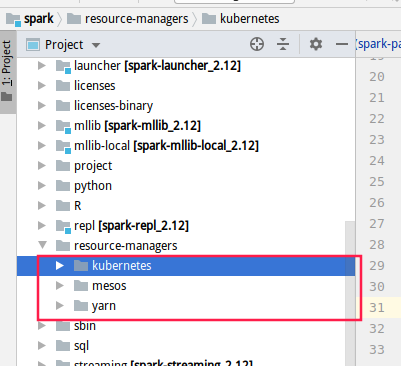 spark resource-managers kubernetes
1: Project
Project
(spark-pa
launcher [spark-launcher_2.12]
licenses
licenses-binary
mllib [spark-mllib_2.12]
mllib-local [spark-mllib-local_2.12]
project
python
R
repl [spark-repl_2.12]
resource-managers
kubernetes
mesos
yarn
sbin
sql
streaming [spark-streaming_2.12]
20
21
22
23
24
25
26
27
28
29
30
31
32
33